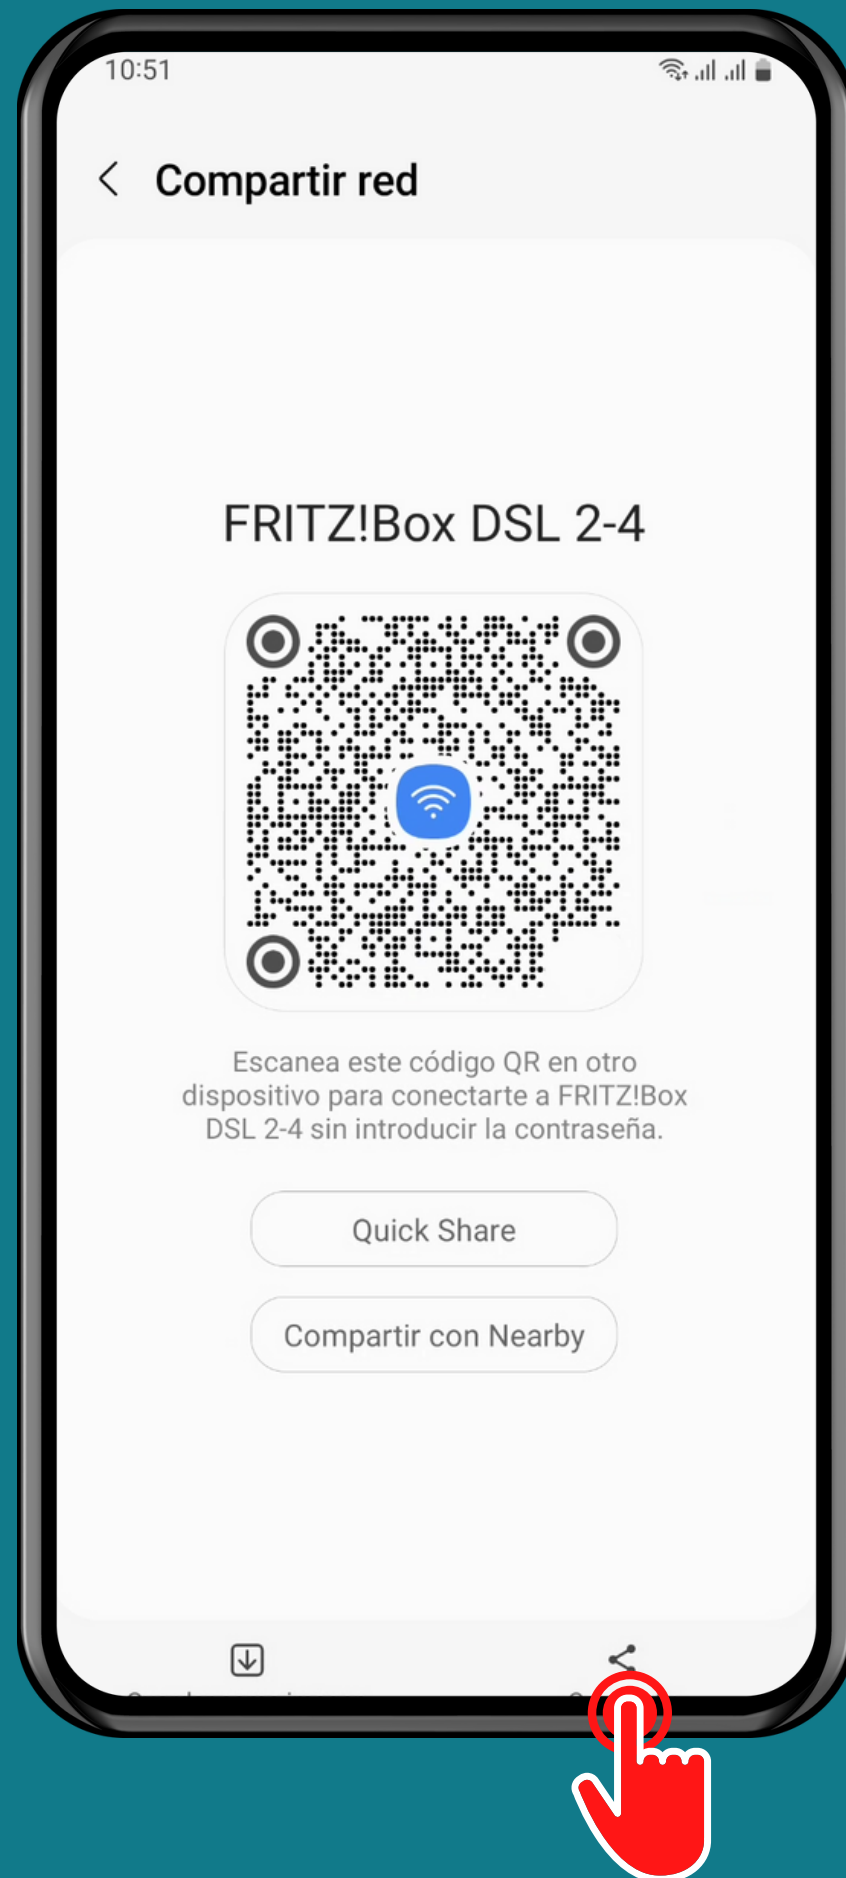 10:51
Compartir red
FRITZ!Box DSL 2-4
Escanea este código QR en otro
dispositivo para conectarte a FRITZ!Box
DSL 2-4 sin introducir la contraseña.
Quick Share
Compartir con Nearby